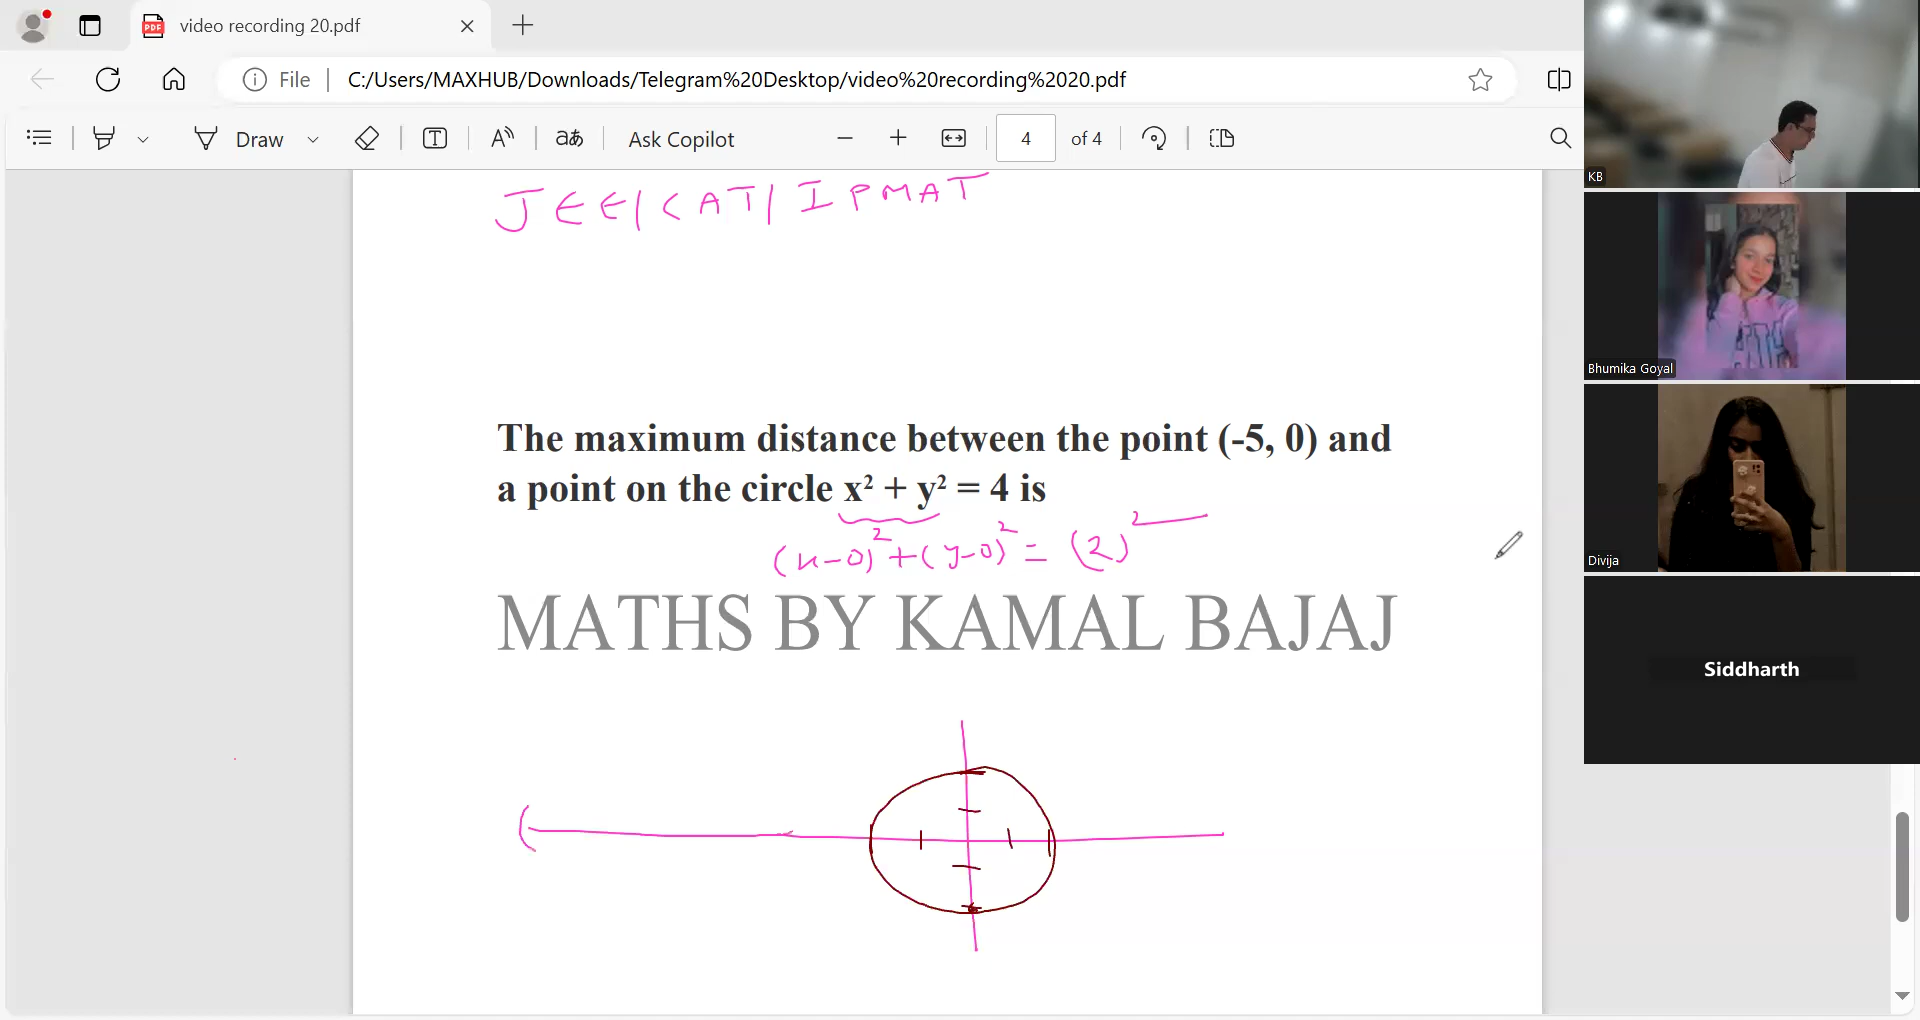 video recording 20.pdf
File
C:/Users/MAXHUB/Downloads/Telegram%20Desktop/video%20recording%2020.pdf
Draw
aあ
Ask Copilot
4
of 4
JEE/CAT/IPMAT
The maximum distance between the point (-5, 0) and
a point on the circle x² + y² = 4 is
(x-0)² + (y-0)² = (2)²
MATHS BY KAMAL BAJAJ
KB
Bhumika Goyal
Divija
Siddharth